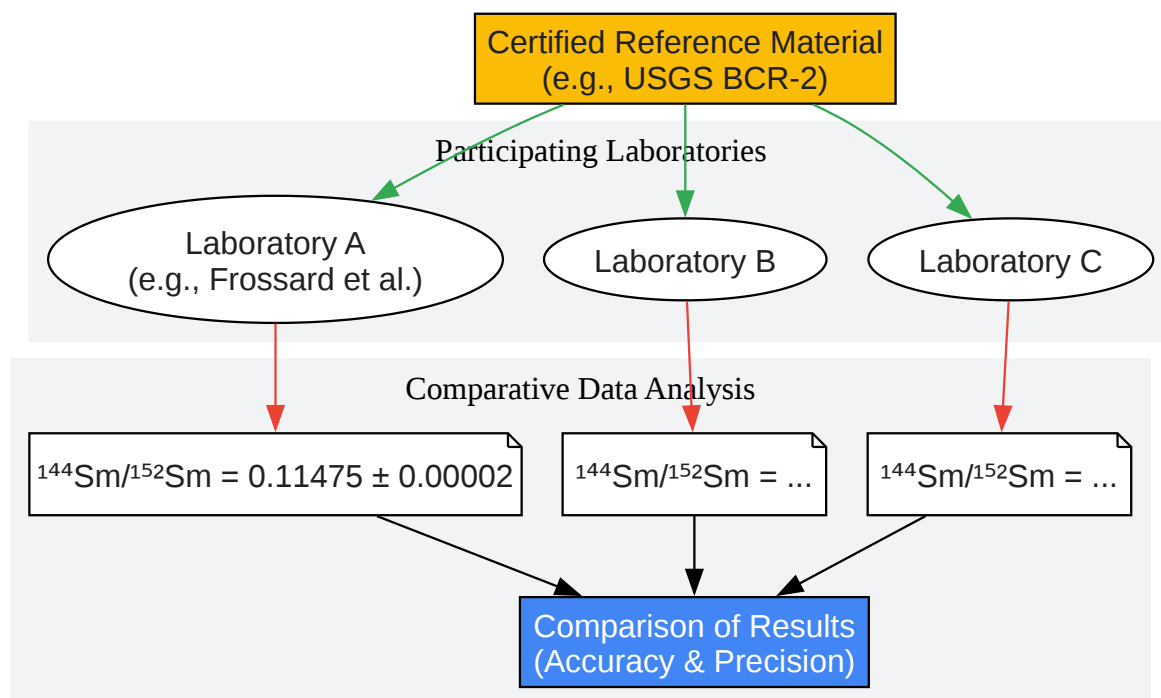 Certified Reference Material
(e.g., USGS BCR-2)
Participating Laboratories
Laboratory A
(e.g., Frossard et al.)
Laboratory B
Laboratory C
Comparative Data Analysis
¹⁴⁴Sm/¹⁵²Sm = 0.11475 ± 0.00002
¹⁴⁴Sm/¹⁵²Sm = ...
¹⁴⁴Sm/¹⁵²Sm = ...
Comparison of Results
(Accuracy & Precision)